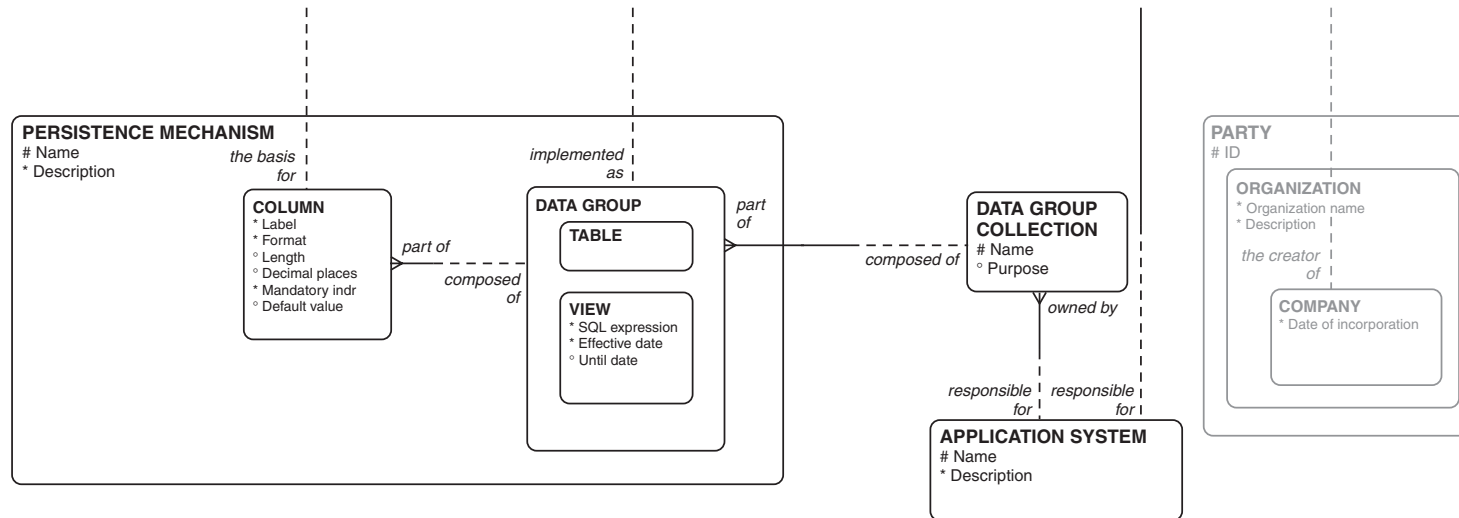 PERSISTENCE MECHANISM
# Name
* Description
the basis
for
COLUMN
* Label
* Format
° Length
° Decimal places
* Mandatory indr
° Default value
part of
composed
of
implemented
as
DATA GROUP
TABLE
VIEW
* SQL expression
* Effective date
° Until date
part
of
composed of
DATA GROUP
COLLECTION
# Name
° Purpose
owned by
responsible
for
responsible
for
APPLICATION SYSTEM
# Name
* Description
PARTY
# ID
ORGANIZATION
* Organization name
* Description
the creator
of
COMPANY
* Date of incorporation